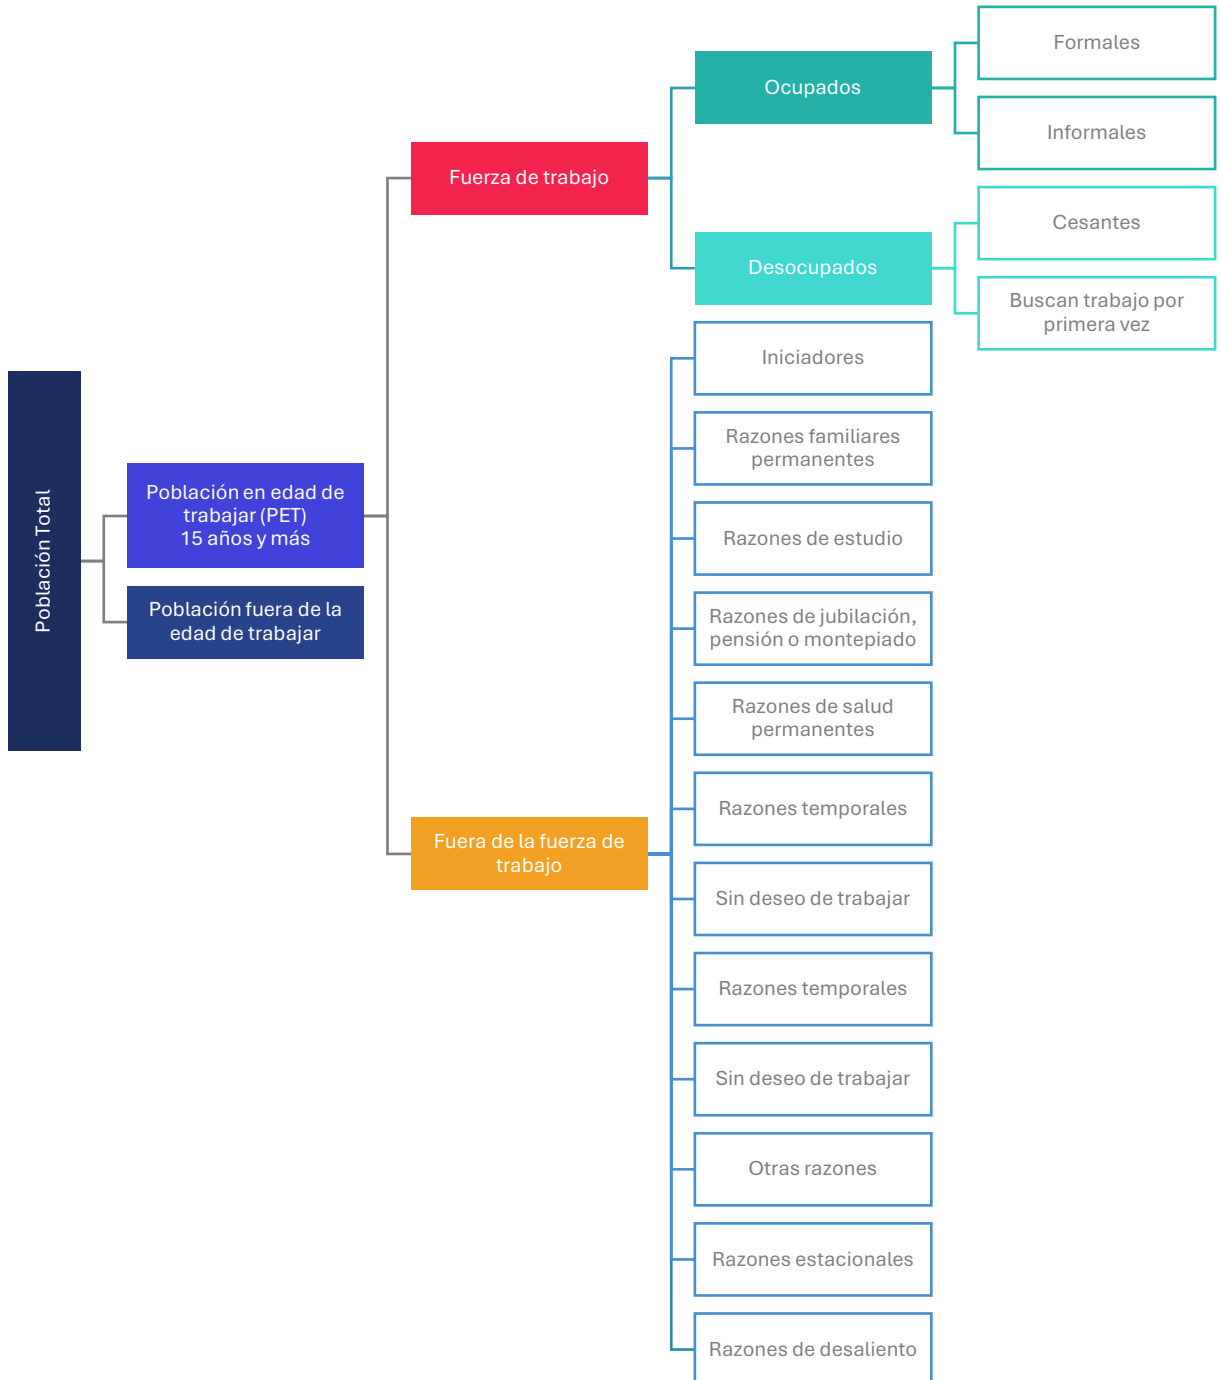 Población Total
Población en edad de
trabajar (PET)
15 años y más
Población fuera de la
edad de trabajar
Fuerza de trabajo
Ocupados
Formales
Informales
Desocupados
Cesantes
Buscan trabajo por
primera vez
Fuera de la fuerza de
trabajo
Iniciadores
Razones familiares
permanentes
Razones de estudio
Razones de jubilación,
pensión o montepiado
Razones de salud
permanentes
Razones temporales
Sin deseo de trabajar
Razones temporales
Sin deseo de trabajar
Otras razones
Razones estacionales
Razones de desaliento